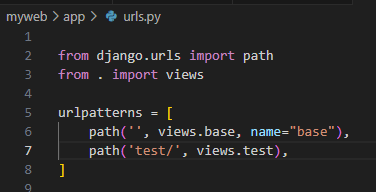 myweb > app > urls.py
1
2 from django.urls import path
3 from . import views
4
5 urlpatterns = [
6     path('', views.base, name="base"),
7     path('test/', views.test),
8 ]
9